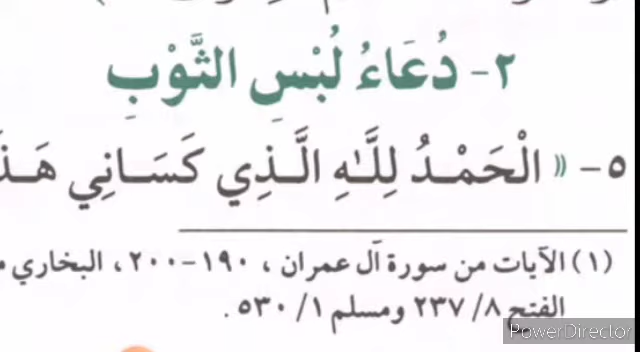 ٢- دُعَاءُ لُبْسِ الثَّوْبِ
٥- «الْحَمْدُ لِلَّهِ الَّذِي كَسَانِي
(١) الآيات من سورة آل عمران ، ١٩٠-٢٠٠ ، البخاري
الفتح ٨/ ٢٣٧ ومسلم ١/ ٥٣٠ .
PowerDirector